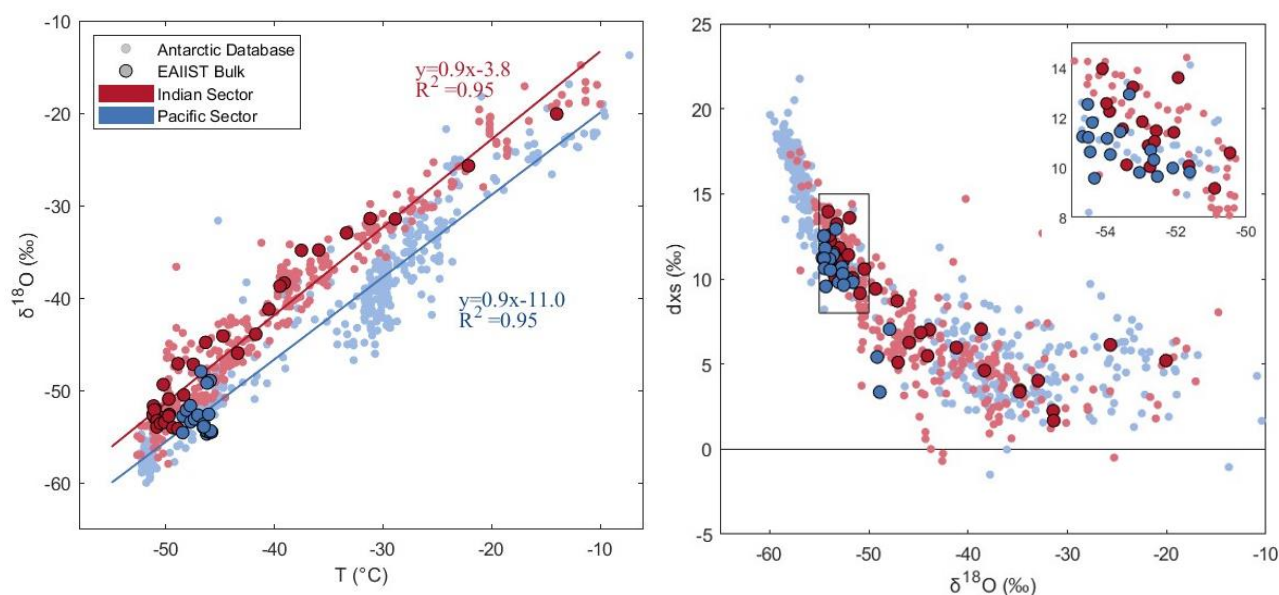 -10
-20
-30
-40
-50
-60
δ¹⁸O (‰)
Antarctic Database
EAIIST Bulk
Indian Sector
Pacific Sector
y=0.9x-3.8
R² =0.95
y=0.9x-11.0
R² =0.95
-50 -40 -30 -20 -10
T (°C)
25
20
15
10
5
0
-5
dxs (‰)
14
12
10
8
-54 -52 -50
-60 -50 -40 -30 -20 -10
δ¹⁸O (‰)